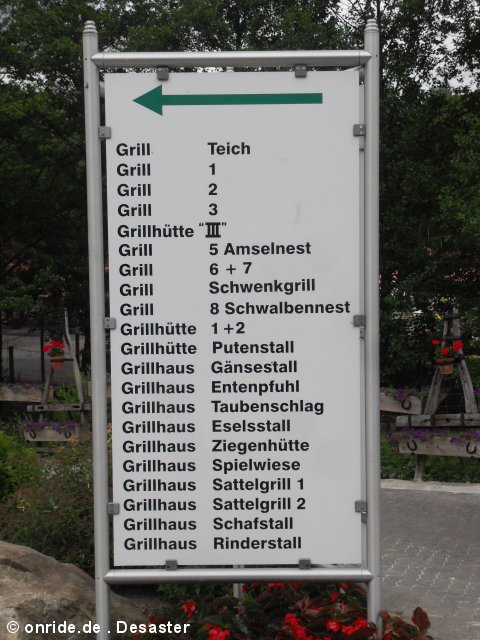 Grill Teich
Grill 1
Grill 2
Grill 3
Grillhütte "III"
Grill 5 Amselnest
Grill 6 + 7
Grill Schwenkgrill
Grill 8 Schwalbennest
Grillhütte 1+2
Grillhütte Putenstall
Grillhaus Gänsestall
Grillhaus Entenpfuhl
Grillhaus Taubenschlag
Grillhaus Eselsstall
Grillhaus Ziegenhütte
Grillhaus Spielwiese
Grillhaus Sattelgrill 1
Grillhaus Sattelgrill 2
Grillhaus Schafstall
Grillhaus Rinderstall
© onride.de . Desaster